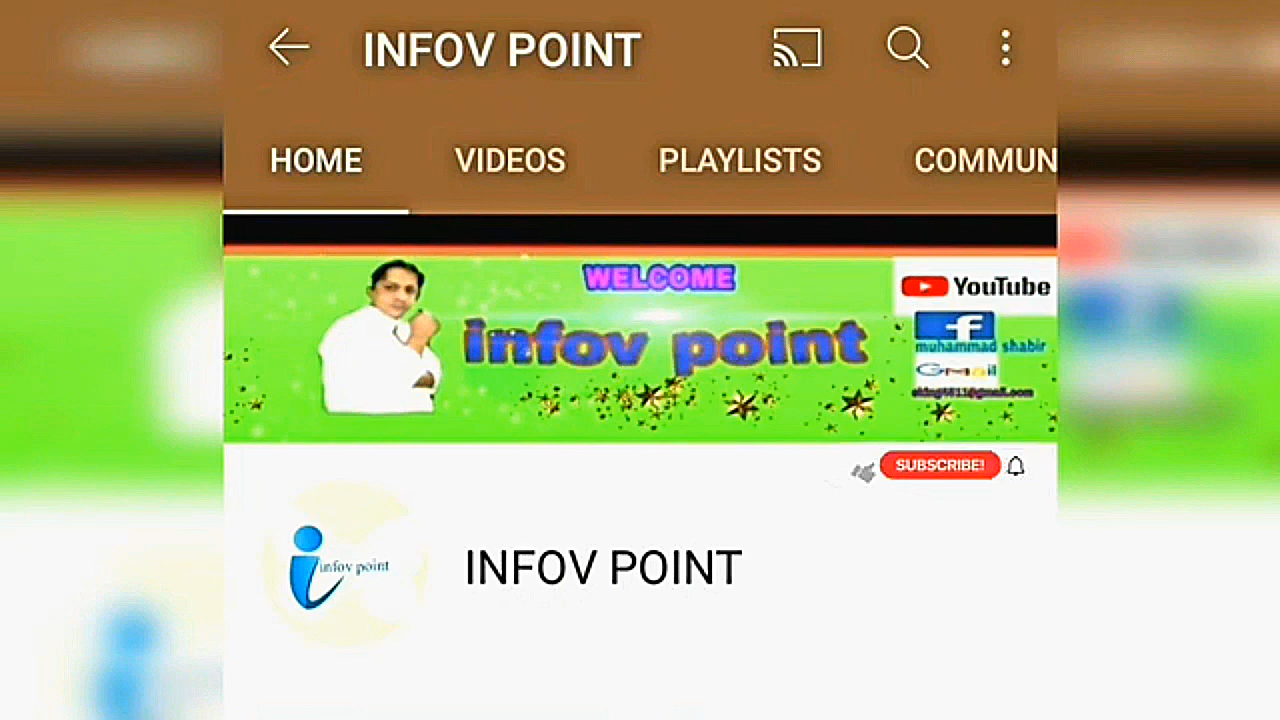 INFOV POINT
HOME VIDEOS PLAYLISTS COMMUN
WELCOME
infov point
YouTube
muhammad shabir
GMail
SUBSCRIBE!
infov point
INFOV POINT